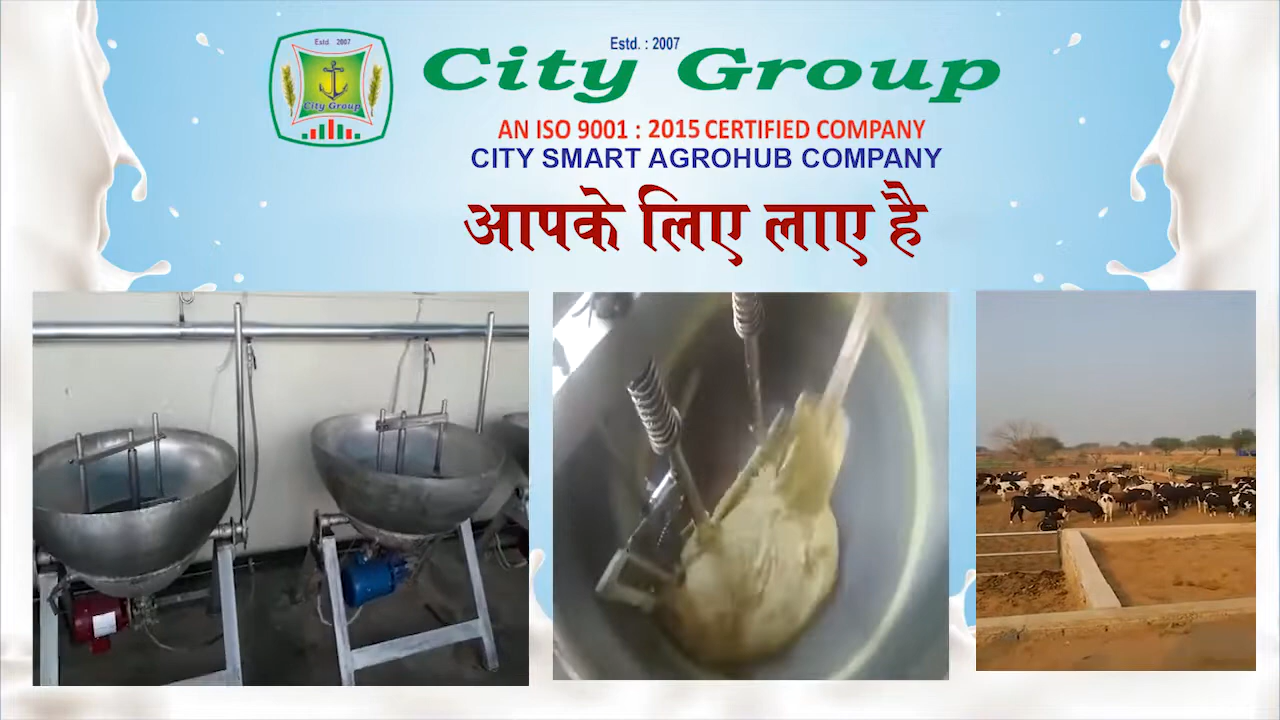 Estd. 2007
City Group
Estd. : 2007
City Group
AN ISO 9001 : 2015 CERTIFIED COMPANY
CITY SMART AGROHUB COMPANY
आपके लिए लाए है